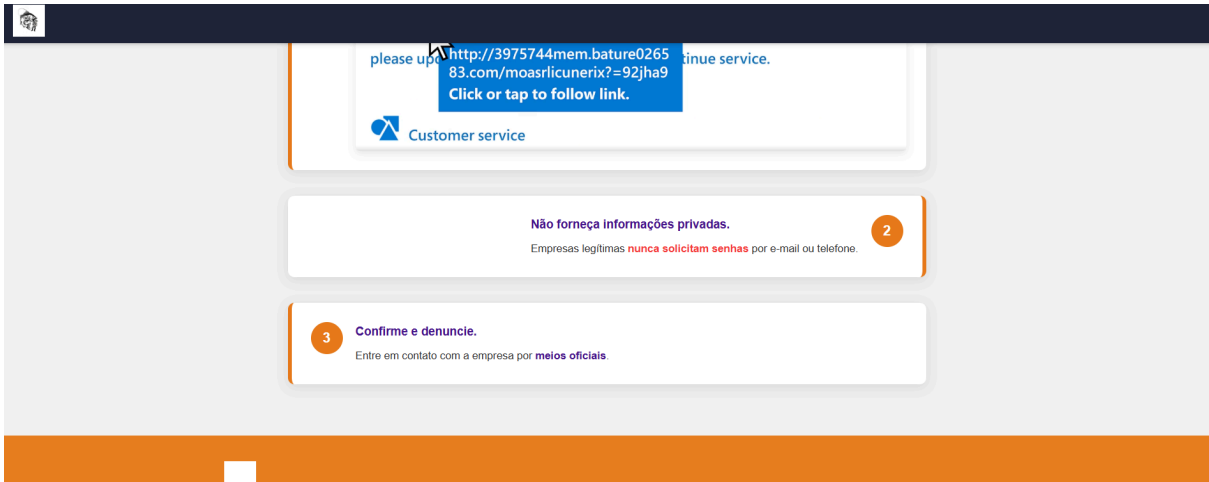 please upd
tinue service.
http://3975744mem.bature0265
83.com/moasrlicunerix?=92jha9
Click or tap to follow link.
Customer service
Não forneça informações privadas.
2
Empresas legítimas nunca solicitam senhas por e-mail ou telefone.
3
Confirme e denuncie.
Entre em contato com a empresa por meios oficiais.